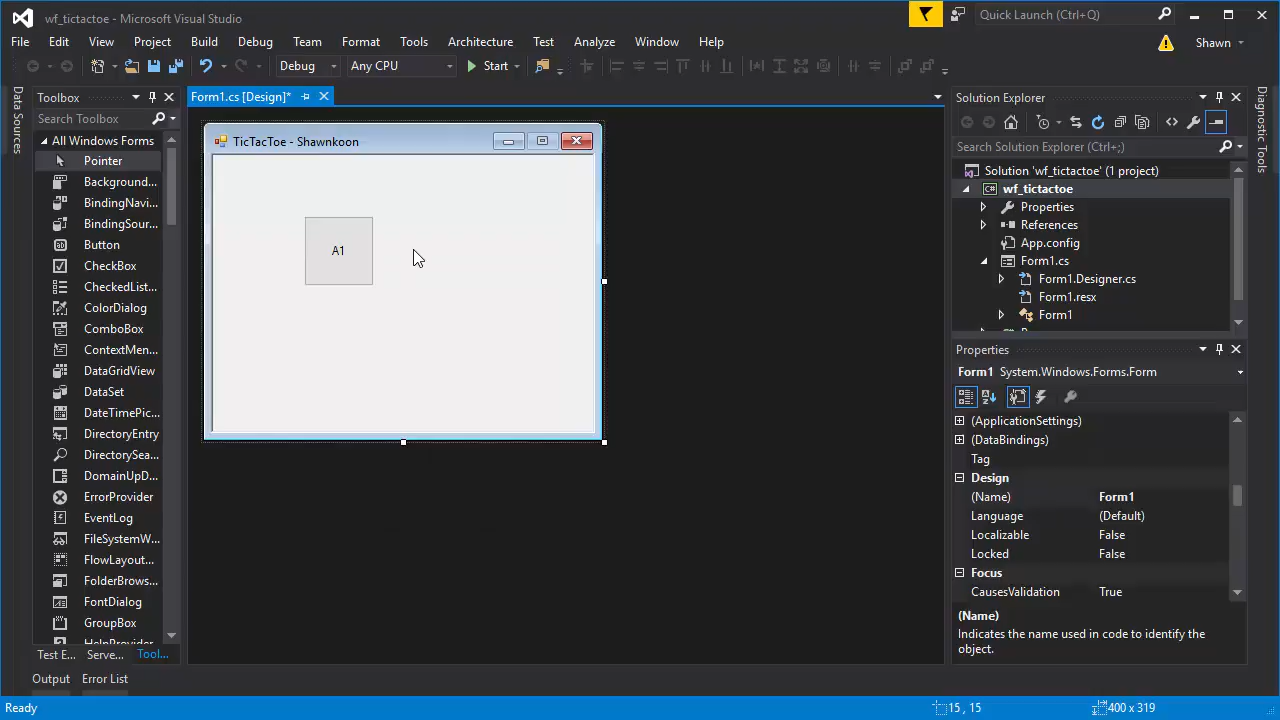 wf_tictactoe - Microsoft Visual Studio
Quick Launch (Ctrl+Q)
File Edit View Project Build Debug Team Format Tools Architecture Test Analyze Window Help
Shawn
Debug Any CPU Start
Data Sources
Toolbox
Search Toolbox
All Windows Forms
Pointer
Background...
BindingNavi...
BindingSour...
Button
CheckBox
CheckedList...
ColorDialog
ComboBox
ContextMen...
DataGridView
DataSet
DateTimePic...
DirectoryEntry
DirectorySea...
DomainUpD...
ErrorProvider
EventLog
FileSystemW...
FlowLayout...
FolderBrows...
FontDialog
GroupBox
HelpProvider
Test E... Serve... Tool...
Form1.cs [Design]*
TicTacToe - Shawnkoon
A1
Solution Explorer
Search Solution Explorer (Ctrl+;)
Solution 'wf_tictactoe' (1 project)
C# wf_tictactoe
Properties
References
App.config
Form1.cs
Form1.Designer.cs
Form1.resx
Form1
Diagnostic Tools
Properties
Form1 System.Windows.Forms.Form
(ApplicationSettings)
(DataBindings)
Tag
Design
(Name) Form1
Language (Default)
Localizable False
Locked False
Focus
CausesValidation True
(Name)
Indicates the name used in code to identify the
object.
Output Error List
Ready 15 , 15 400 x 319